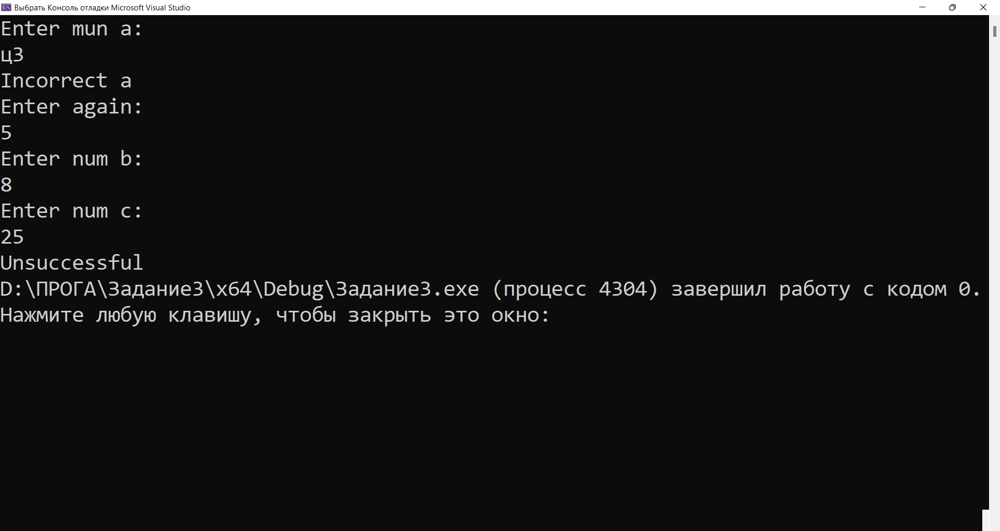 Выбрать Консоль отладки Microsoft Visual Studio
Enter mun a:
ц3
Incorrect a
Enter again:
5
Enter num b:
8
Enter num c:
25
Unsuccessful
D:\ПРОГА\Задание3\x64\Debug\Задание3.exe (процесс 4304) завершил работу с кодом 0.
Нажмите любую клавишу, чтобы закрыть это окно: